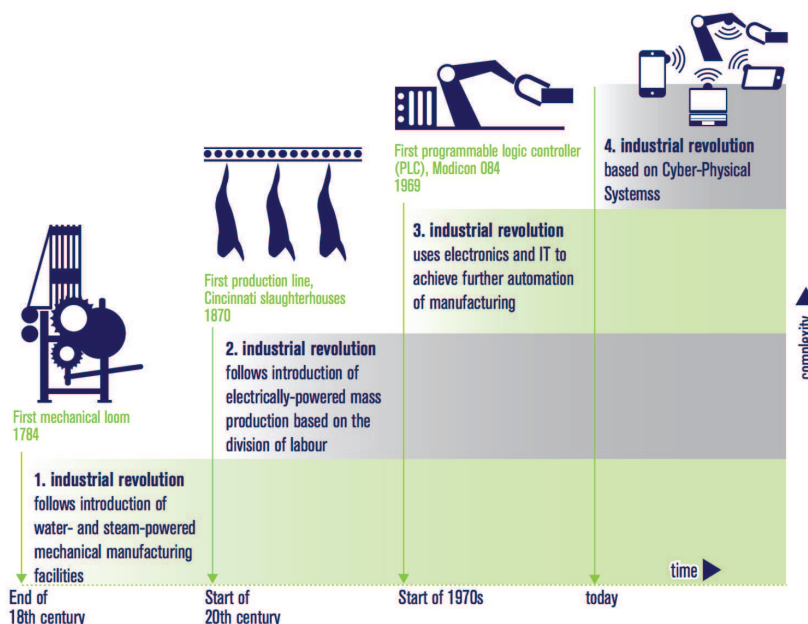 First mechanical loom
1784
First production line,
Cincinnati slaughterhouses
1870
First programmable logic controller
(PLC), Modicon 084
1969
4. industrial revolution
based on Cyber-Physical
Systemss
3. industrial revolution
uses electronics and IT to
achieve further automation
of manufacturing
2. industrial revolution
follows introduction of
electrically-powered mass
production based on the
division of labour
1. industrial revolution
follows introduction of
water- and steam-powered
mechanical manufacturing
facilities
complexity
time
End of
18th century
Start of
20th century
Start of 1970s
today